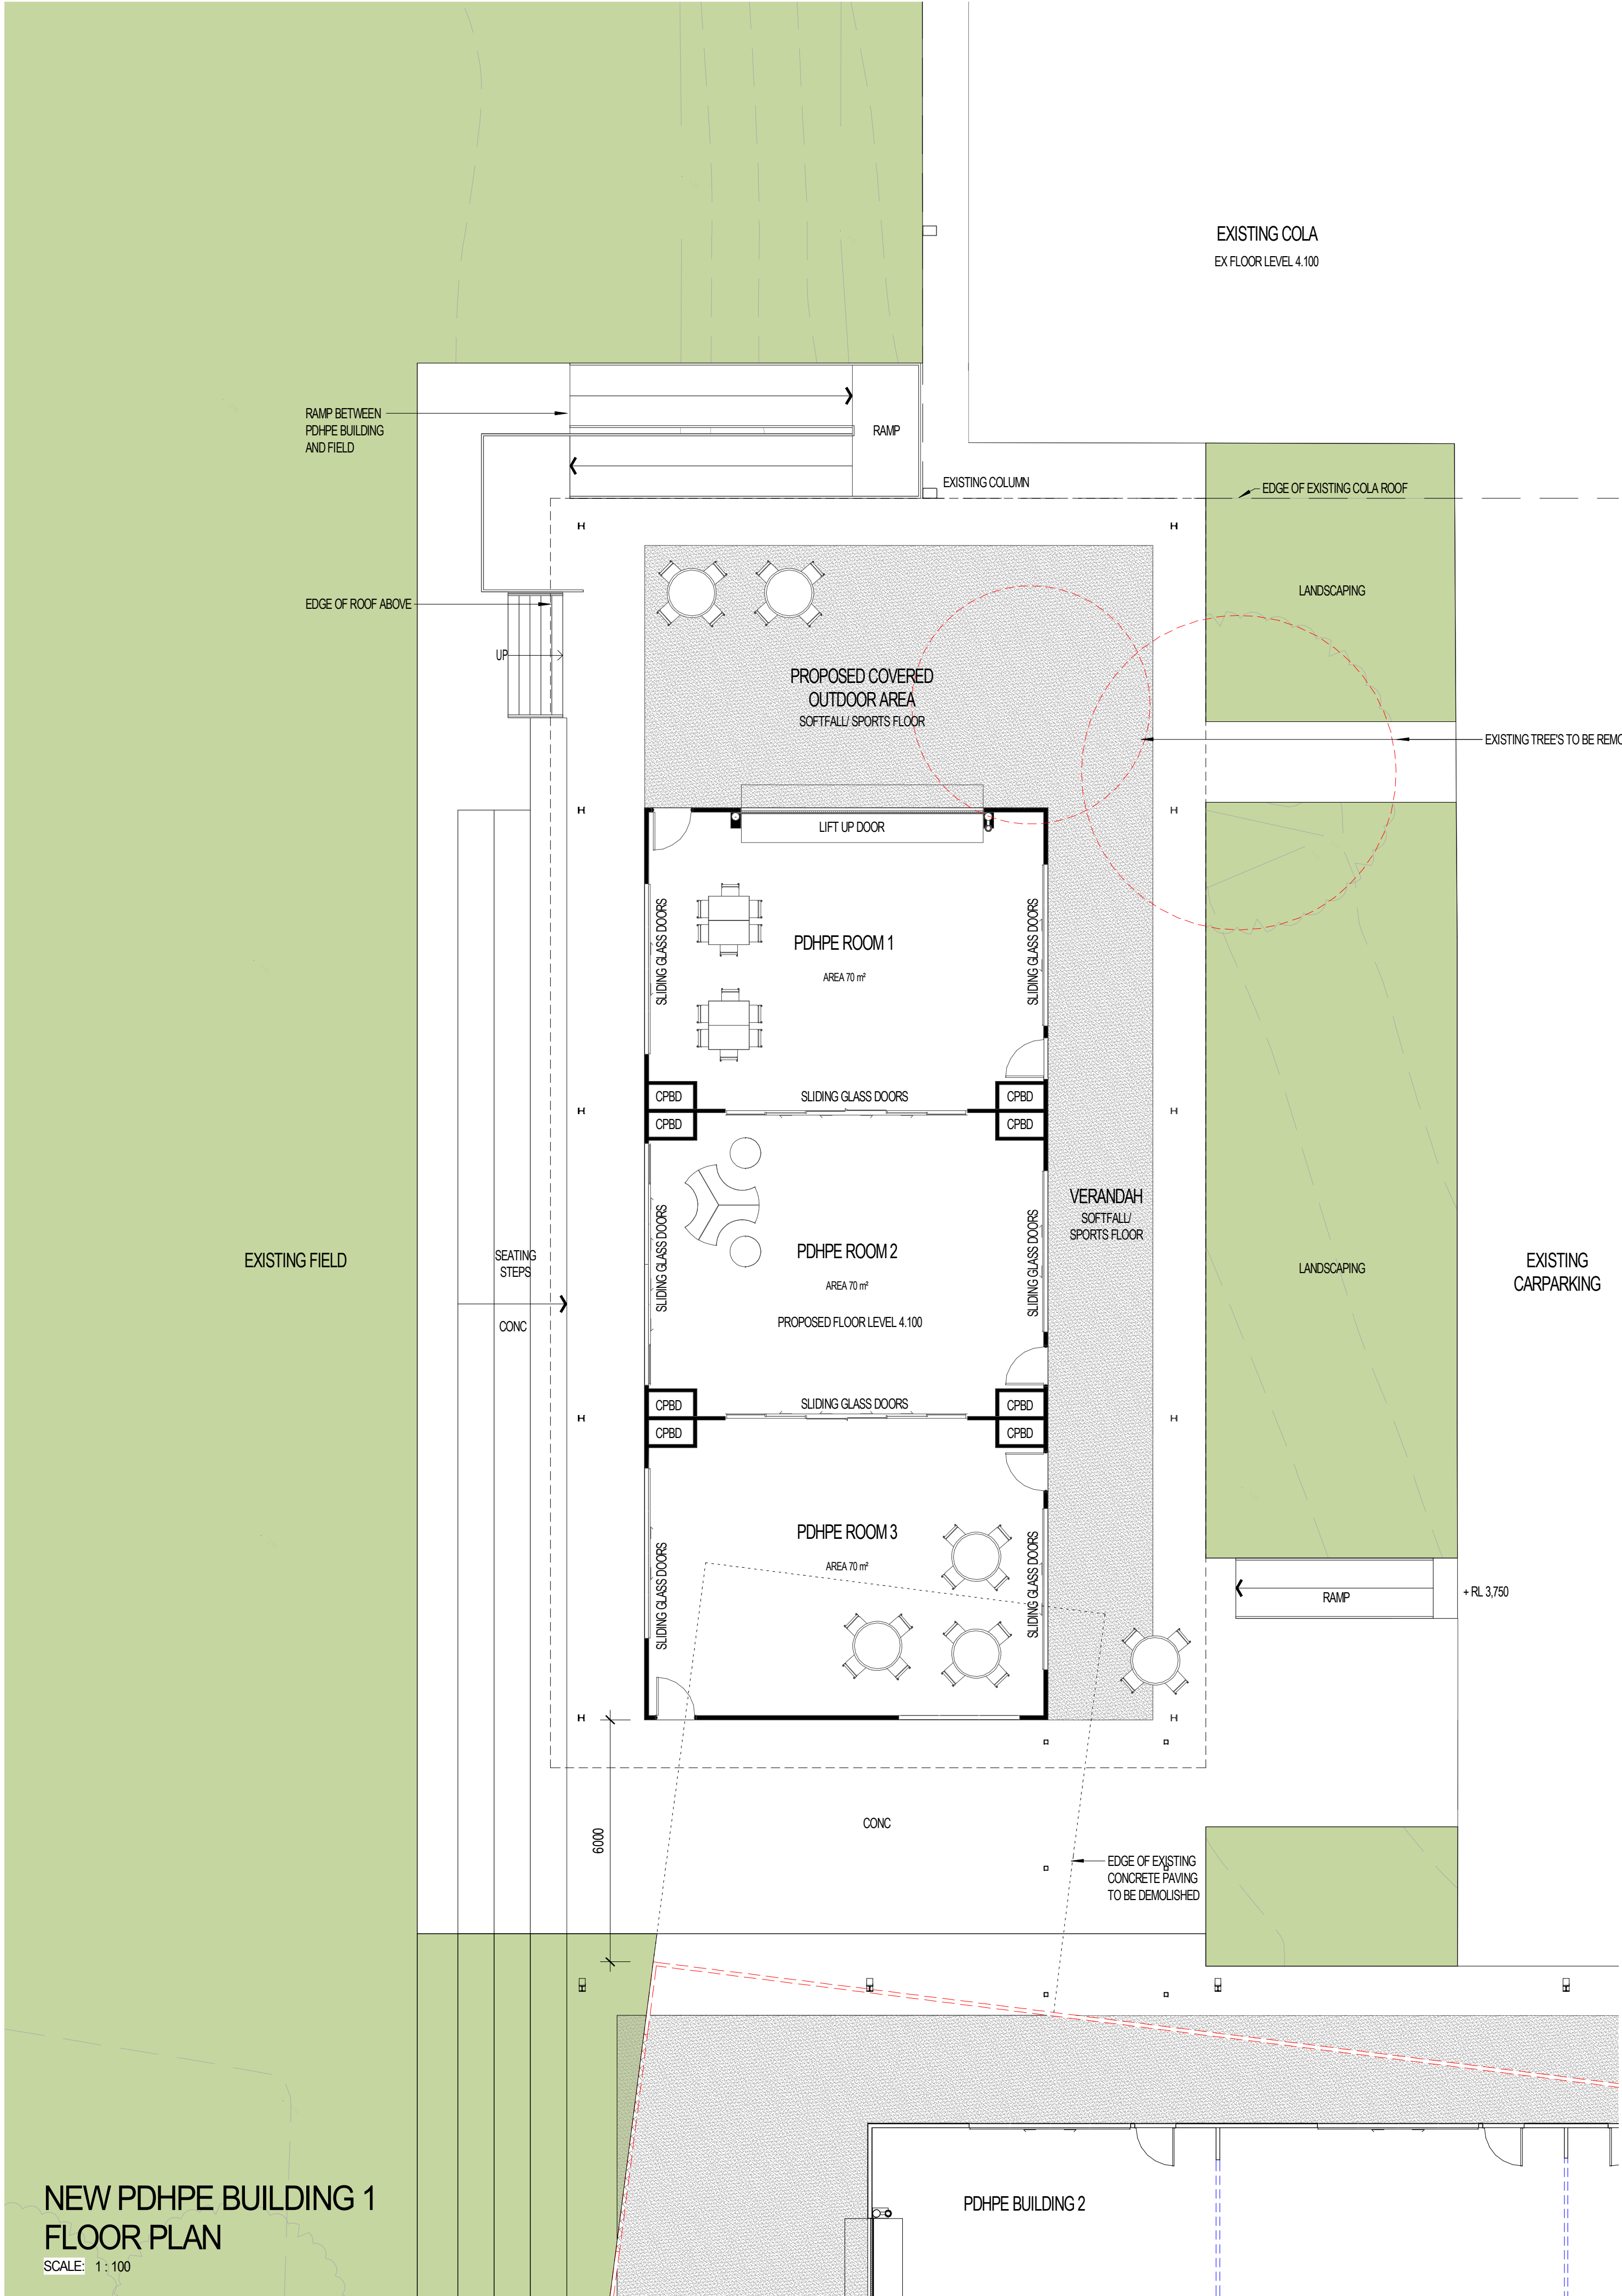 EXISTING COLA
EX FLOOR LEVEL 4.100
RAMP BETWEEN
PDHPE BUILDING
AND FIELD
RAMP
EXISTING COLUMN
EDGE OF EXISTING COLA ROOF
LANDSCAPING
EDGE OF ROOF ABOVE
UP
PROPOSED COVERED
OUTDOOR AREA
SOFTFALL/ SPORTS FLOOR
EXISTING TREE'S TO BE
LIFT UP DOOR
SLIDING GLASS DOORS
PDHPE ROOM 1
AREA 70 m²
SLIDING GLASS DOORS
CPBD
SLIDING GLASS DOORS
CPBD
CPBD
CPBD
SLIDING GLASS DOORS
PDHPE ROOM 2
AREA 70 m²
PROPOSED FLOOR LEVEL 4.100
SLIDING GLASS DOORS
VERANDAH
SOFTFALL/
SPORTS FLOOR
EXISTING FIELD
SEATING
STEPS
CONC
LANDSCAPING
EXISTING
CARPARKING
CPBD
SLIDING GLASS DOORS
CPBD
CPBD
CPBD
SLIDING GLASS DOORS
PDHPE ROOM 3
AREA 70 m²
SLIDING GLASS DOORS
RAMP
+ RL 3,750
6000
CONC
EDGE OF EXISTING
CONCRETE PAVING
TO BE DEMOLISHED
PDHPE BUILDING 2
NEW PDHPE BUILDING 1
FLOOR PLAN
SCALE: 1 : 100